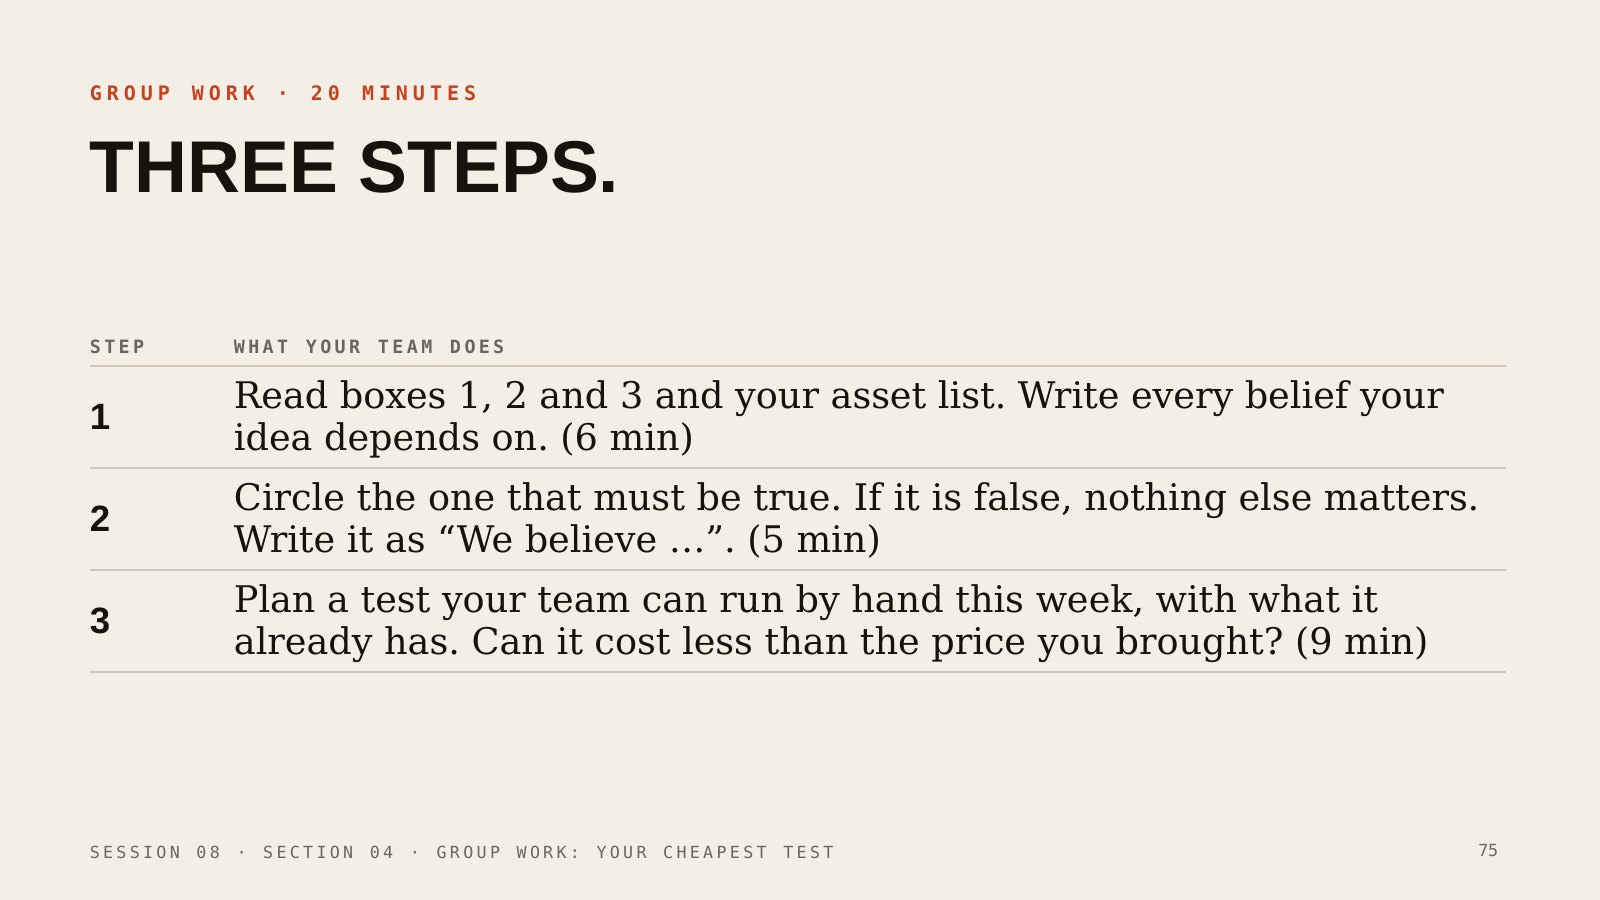 GROUP WORK · 20 MINUTES
THREE STEPS.
STEP WHAT YOUR TEAM DOES
1 Read boxes 1, 2 and 3 and your asset list. Write every belief your
idea depends on. (6 min)
2 Circle the one that must be true. If it is false, nothing else matters.
Write it as “We believe …”. (5 min)
3 Plan a test your team can run by hand this week, with what it
already has. Can it cost less than the price you brought? (9 min)
SESSION 08 · SECTION 04 · GROUP WORK: YOUR CHEAPEST TEST 75